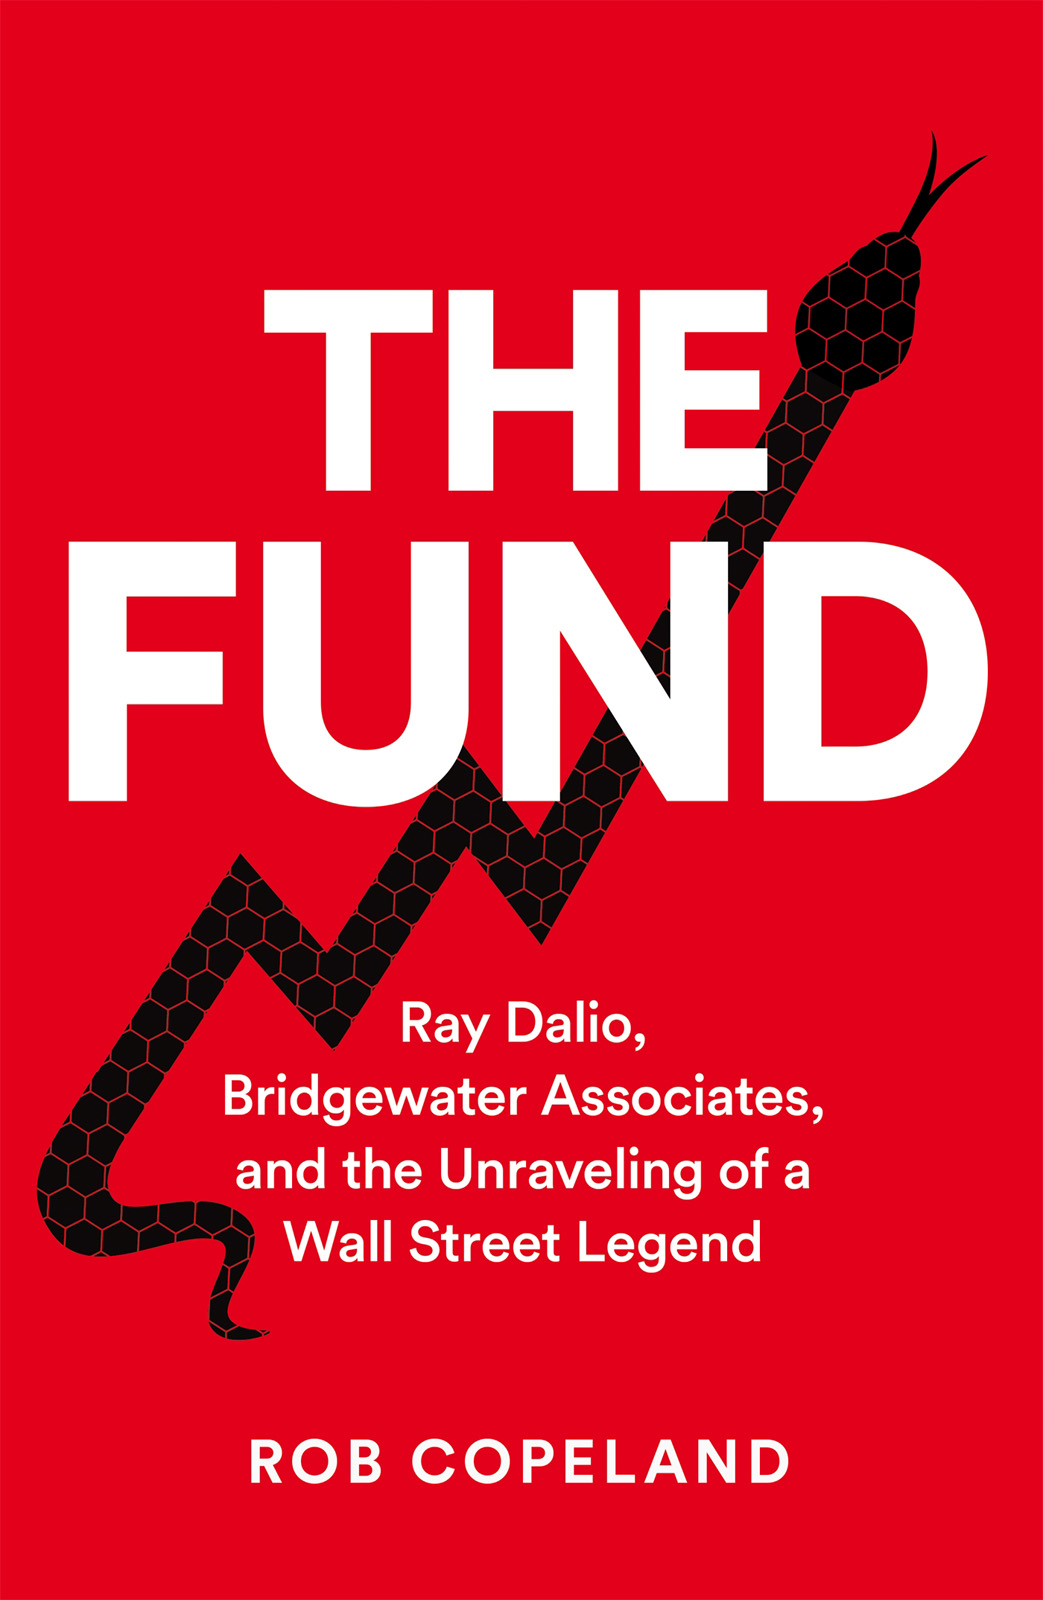 THE
FUND
Ray Dalio,
Bridgewater Associates,
and the Unraveling of a
Wall Street Legend
ROB COPELAND